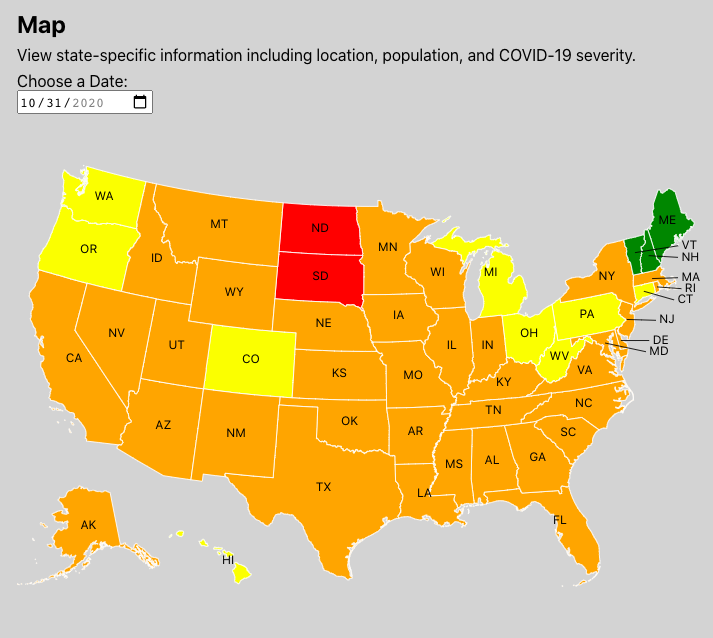 Map
View state-specific information including location, population, and COVID-19 severity.
Choose a Date:
10/31/2020
WA
ME
MT
ND
VT
OR
MN
NH
ID
SD
WI
MI
NY
MA
WY
RI
CT
IA
PA
NJ
NE
NV
OH
DE
UT
IL
IN
MD
CA
CO
WV
VA
KS
MO
KY
NC
TN
AZ
OK
AR
SC
NM
MS
AL
GA
TX
LA
AK
FL
HI